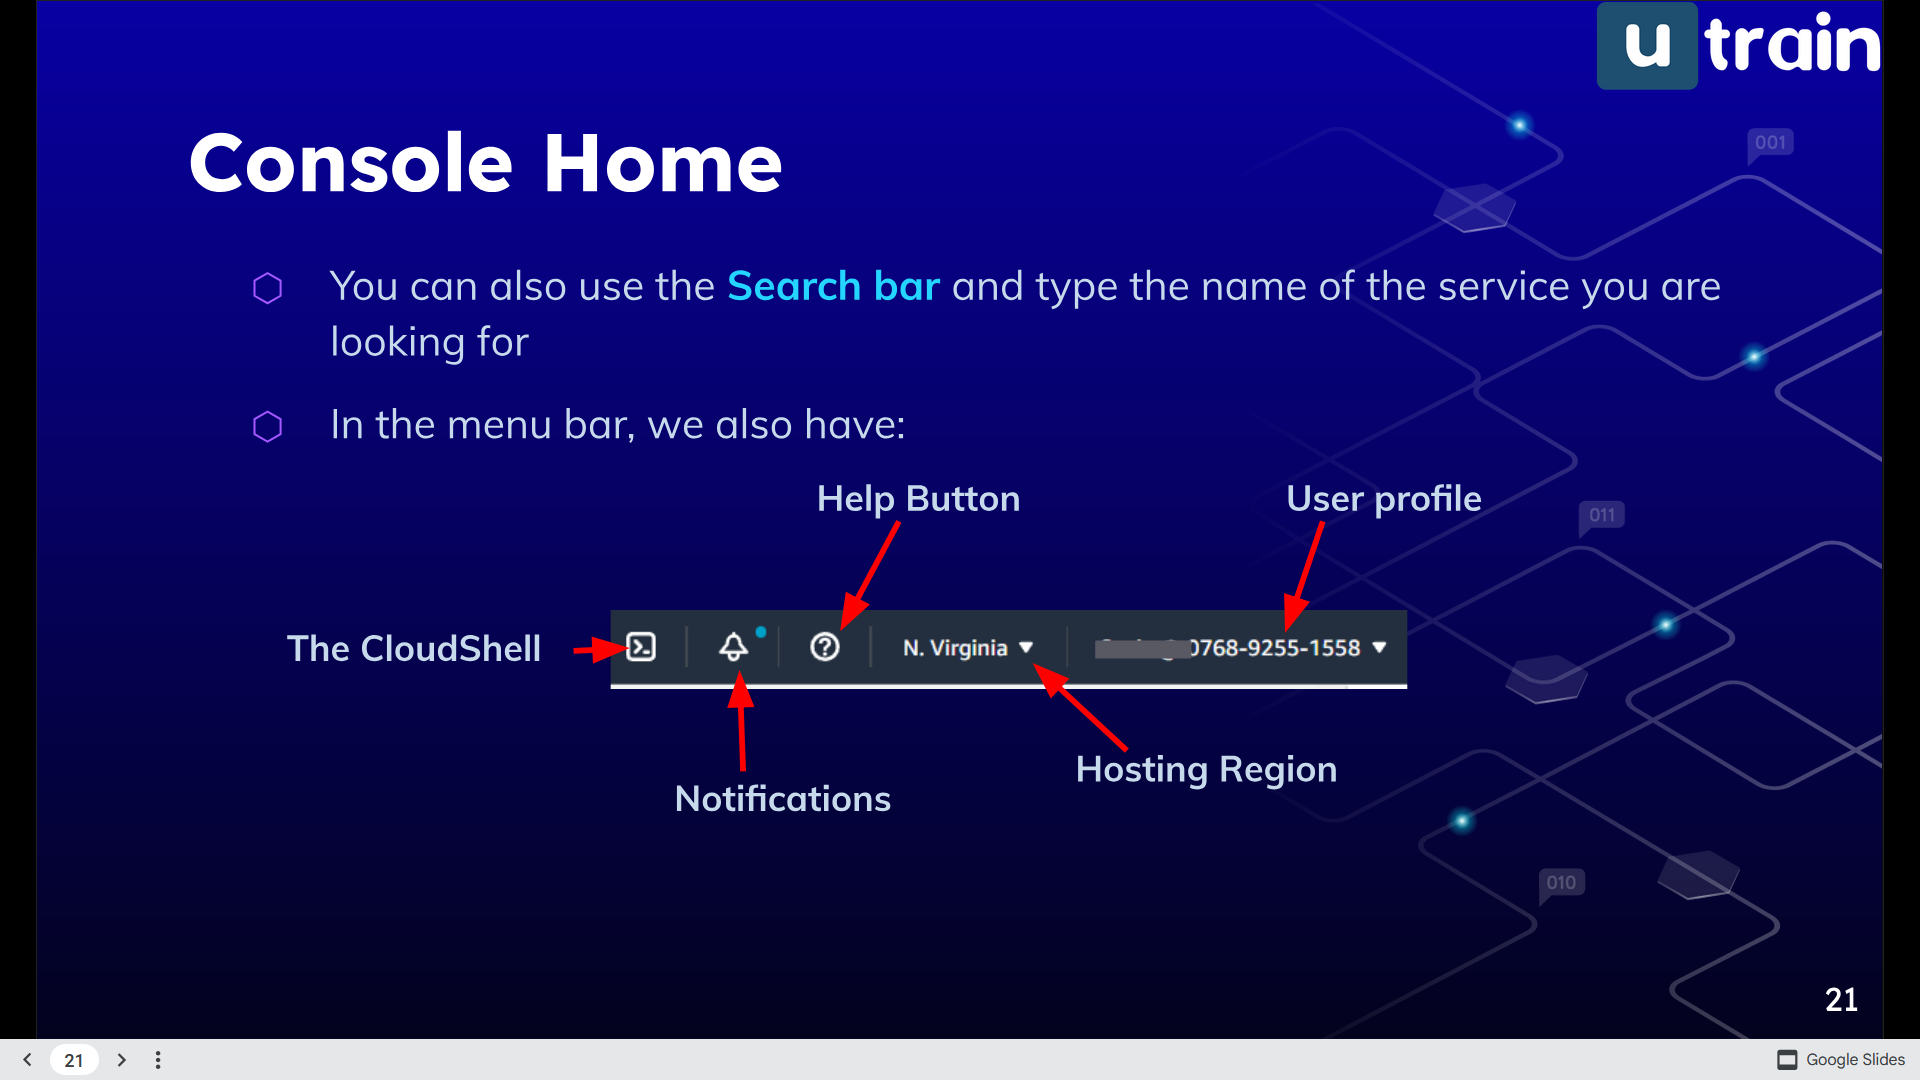 u train
Console Home
001
You can also use the Search bar and type the name of the service you are
looking for
In the menu bar, we also have:
Help Button
User profile
011
The CloudShell
N. Virginia
0768-9255-1558
Hosting Region
Notifications
010
21
21
Google Slides